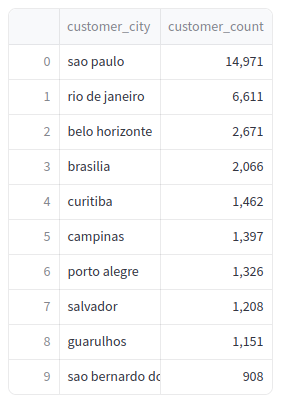 customer_city customer_count
0 sao paulo 14,971
1 rio de janeiro 6,611
2 belo horizonte 2,671
3 brasilia 2,066
4 curitiba 1,462
5 campinas 1,397
6 porto alegre 1,326
7 salvador 1,208
8 guarulhos 1,151
9 sao bernardo do 908